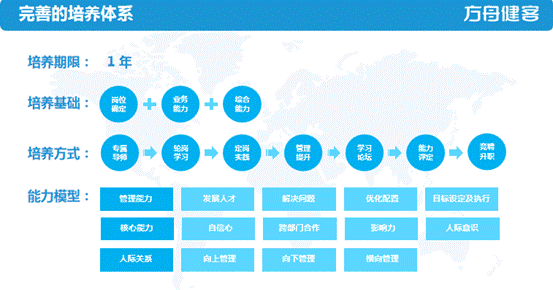 完善的培养体系
方舟健客
培养期限： 1 年
培养基础：
岗位
确定
业务
能力
综合
能力
培养方式：
专属
导师
轮岗
学习
定岗
实践
管理
提升
学习
论坛
能力
评定
竞聘
升职
能力模型：
管理能力 发展人才 解决问题 优化配置 目标设定及执行
核心能力 自信心 跨部门合作 影响力 人际意识
人际关系 向上管理 向下管理 横向管理